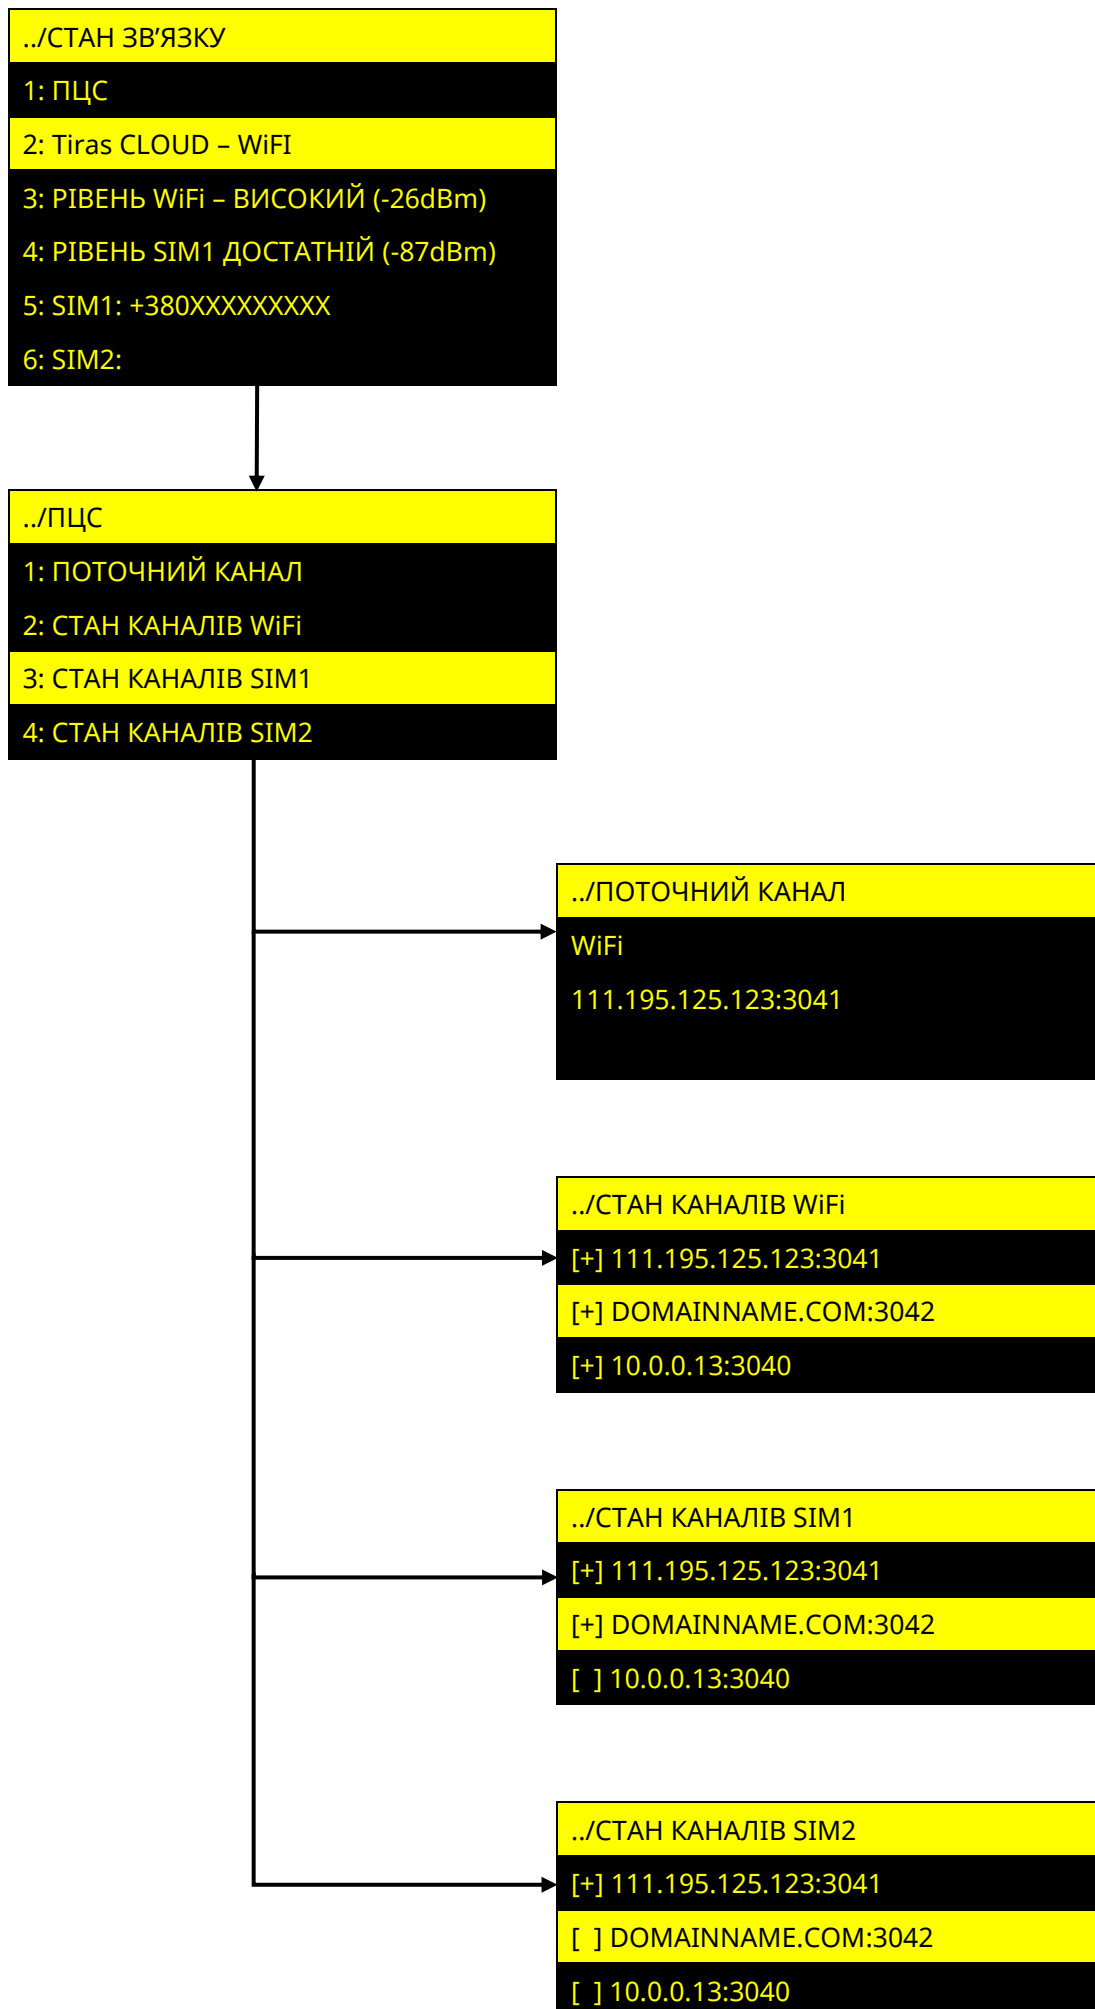 ../СТАН ЗВ’ЯЗКУ
1: ПЦС
2: Tiras CLOUD – WiFI
3: РІВЕНЬ WiFi – ВИСОКИЙ (-26dBm)
4: РІВЕНЬ SIM1 ДОСТАТНІЙ (-87dBm)
5: SIM1: +380XXXXXXXXX
6: SIM2:
../ПЦС
1: ПОТОЧНИЙ КАНАЛ
2: СТАН КАНАЛІВ WiFi
3: СТАН КАНАЛІВ SIM1
4: СТАН КАНАЛІВ SIM2
../ПОТОЧНИЙ КАНАЛ
WiFi
111.195.125.123:3041
../СТАН КАНАЛІВ WiFi
[+] 111.195.125.123:3041
[+] DOMAINNAME.COM:3042
[+] 10.0.0.13:3040
../СТАН КАНАЛІВ SIM1
[+] 111.195.125.123:3041
[+] DOMAINNAME.COM:3042
[  ] 10.0.0.13:3040
../СТАН КАНАЛІВ SIM2
[+] 111.195.125.123:3041
[  ] DOMAINNAME.COM:3042
[  ] 10.0.0.13:3040